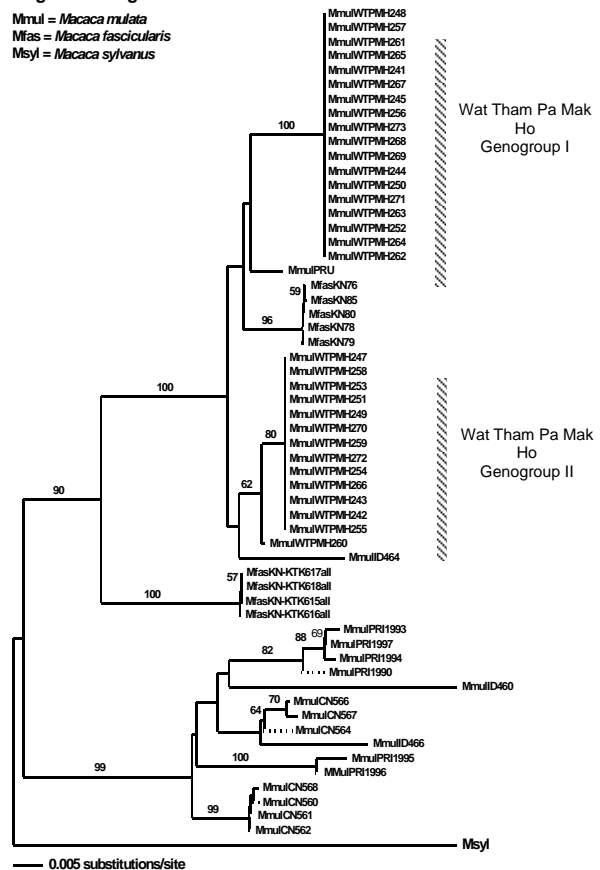 Mmul = Macaca mulata
Mfas = Macaca fascicularis
Msyl = Macaca sylvanus
MmulWTPMH248
MmulWTPMH257
MmulWTPMH261
MmulWTPMH265
MmulWTPMH241
MmulWTPMH267
MmulWTPMH245
MmulWTPMH256
100
MmulWTPMH273
MmulWTPMH268
MmulWTPMH269
MmulWTPMH244
MmulWTPMH250
MmulWTPMH271
MmulWTPMH263
MmulWTPMH252
MmulWTPMH264
MmulWTPMH262
Wat Tham Pa Mak
Ho
Genogroup I
MmulPRU
MfasKN76
59
MfasKN85
MfasKN80
96
MfasKN78
MfasKN79
MmulWTPMH247
MmulWTPMH258
MmulWTPMH253
100
MmulWTPMH251
MmulWTPMH249
MmulWTPMH270
80
MmulWTPMH259
MmulWTPMH272
MmulWTPMH254
MmulWTPMH266
MmulWTPMH243
MmulWTPMH242
MmulWTPMH255
Wat Tham Pa Mak
Ho
Genogroup II
62
90
MmulWTPMH260
MmulID464
57
MfasKN-KTK617all
MfasKN-KTK618all
100
MfasKN-KTK615all
MfasKN-KTK616all
69
MmulPRI1993
88
MmulPRI1997
82
MmulPRI1994
MmulPRI1990
MmulID460
70
MmulCN566
64
MmulCN567
MmulCN564
MmulID466
100
MmulPRI1995
99
MMulPRI1996
MmulCN568
MmulCN560
99
MmulCN561
MmulCN562
Msyl
0.005 substitutions/site